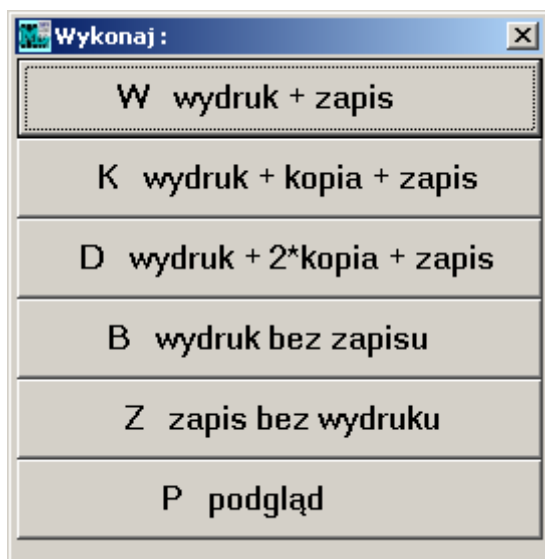 Wykonaj :
W wydruk + zapis
K wydruk + kopia + zapis
D wydruk + 2*kopia + zapis
B wydruk bez zapisu
Z zapis bez wydruku
P podgląd